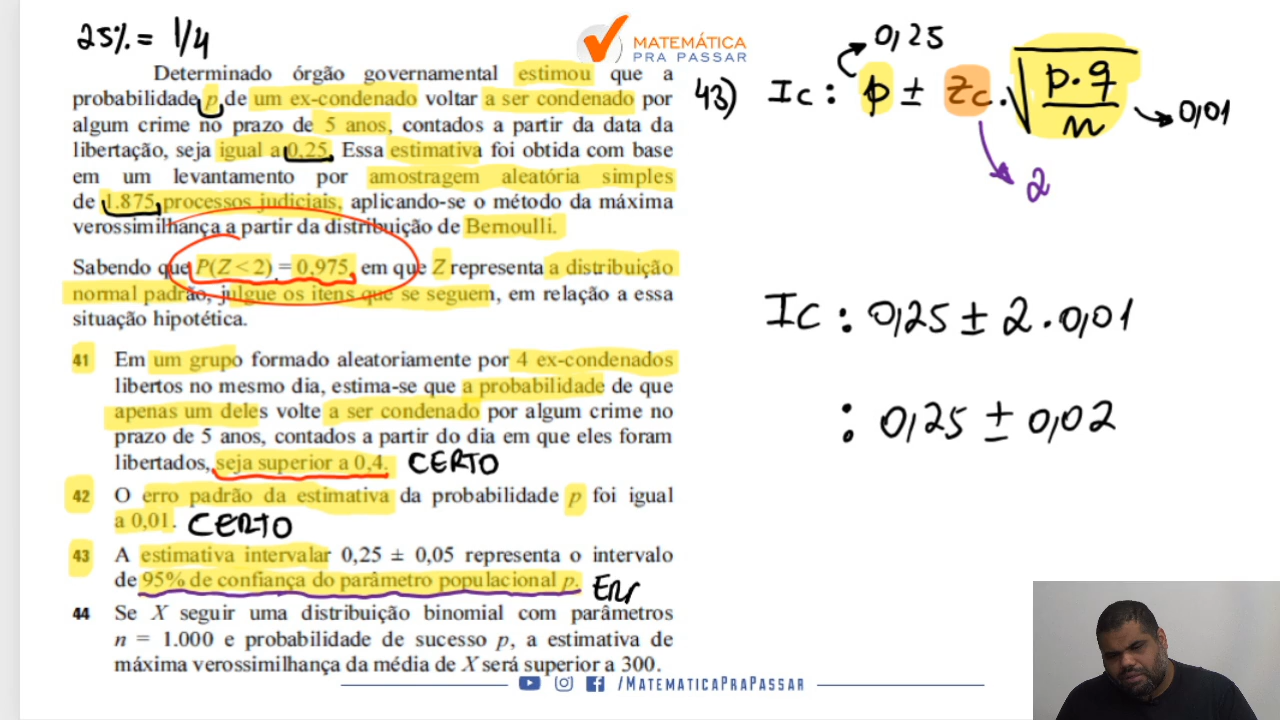 25% = 1/4
MATEMÁTICA
PRA PASSAR
Determinado órgão governamental estimou que a
probabilidade p de um ex-condenado voltar a ser condenado por
algum crime no prazo de 5 anos, contados a partir da data da
libertação, seja igual a 0,25. Essa estimativa foi obtida com base
em um levantamento por amostragem aleatória simples
de 1.875 processos judiciais, aplicando-se o método da máxima
verossimilhança a partir da distribuição de Bernoulli.
Sabendo que P(Z < 2) = 0,975, em que Z representa a distribuição
normal padrão, julgue os itens que se seguem, em relação a essa
situação hipotética.
41 Em um grupo formado aleatoriamente por 4 ex-condenados
libertos no mesmo dia, estima-se que a probabilidade de que
apenas um deles volte a ser condenado por algum crime no
prazo de 5 anos, contados a partir do dia em que eles foram
libertados, seja superior a 0,4. CERTO
42 O erro padrão da estimativa da probabilidade p foi igual
a 0,01. CERTO
43 A estimativa intervalar 0,25 ± 0,05 representa o intervalo
de 95% de confiança do parâmetro populacional p. ERR
44 Se X seguir uma distribuição binomial com parâmetros
n = 1.000 e probabilidade de sucesso p, a estimativa de
máxima verossimilhança da média de X será superior a 300.
0,25
43) Ic : p ± Zc . √ p.q / n
0,01
2
Ic : 0,25 ± 2 . 0,01
: 0,25 ± 0,02
/MATEMATICAPRAPASSAR